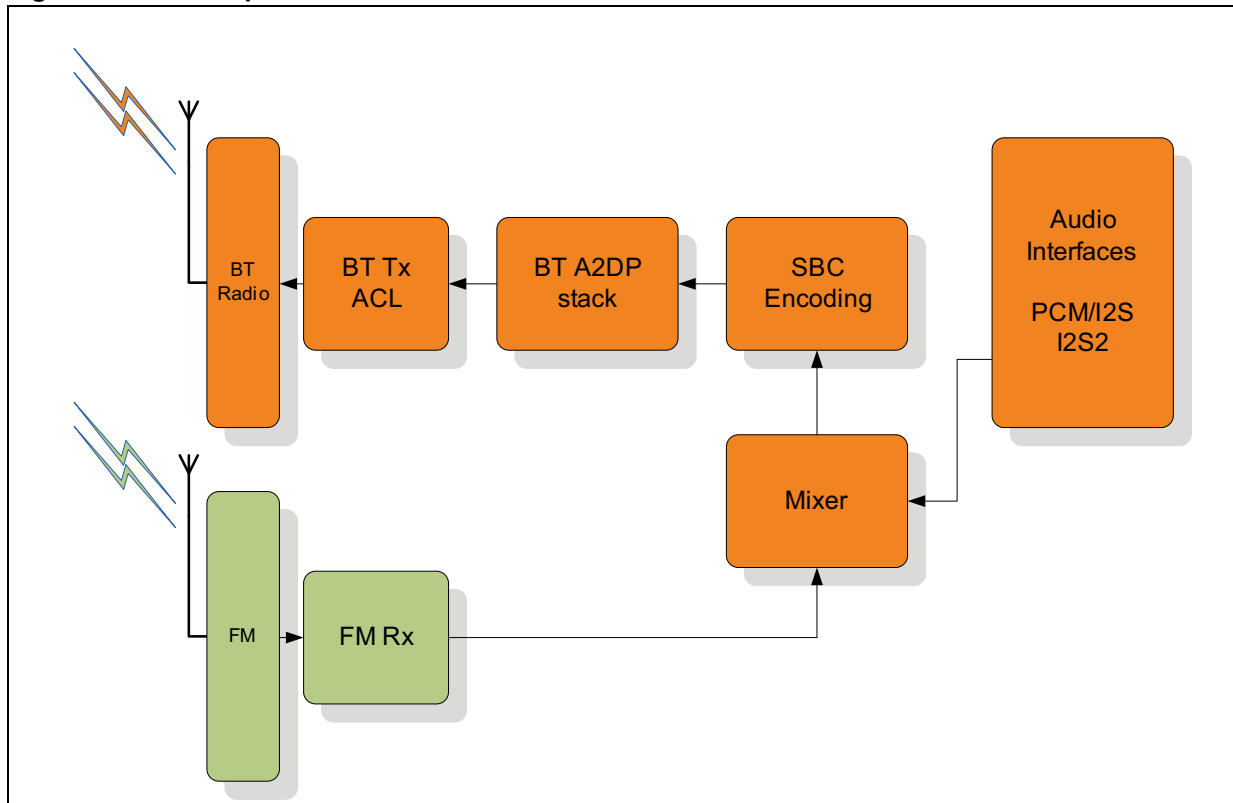 BT
Radio
BT Tx
ACL
BT A2DP
stack
SBC
Encoding
Audio
Interfaces
PCM/I2S
I2S2
Mixer
FM
FM Rx